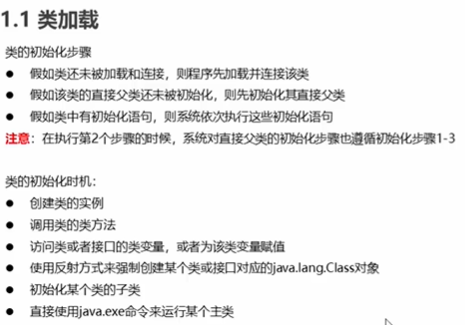 1.1 类加载
类的初始化步骤
● 假如类还未被加载和连接，则程序先加载并连接该类
● 假如该类的直接父类还未被初始化，则先初始化其直接父类
● 假如类中有初始化语句，则系统依次执行这些初始化语句
注意：在执行第2个步骤的时候，系统对直接父类的初始化步骤也遵循初始化步骤1-3
类的初始化时机：
● 创建类的实例
● 调用类的类方法
● 访问类或者接口的类变量，或者为该类变量赋值
● 使用反射方式来强制创建某个类或接口对应的java.lang.Class对象
● 初始化某个类的子类
● 直接使用java.exe命令来运行某个主类